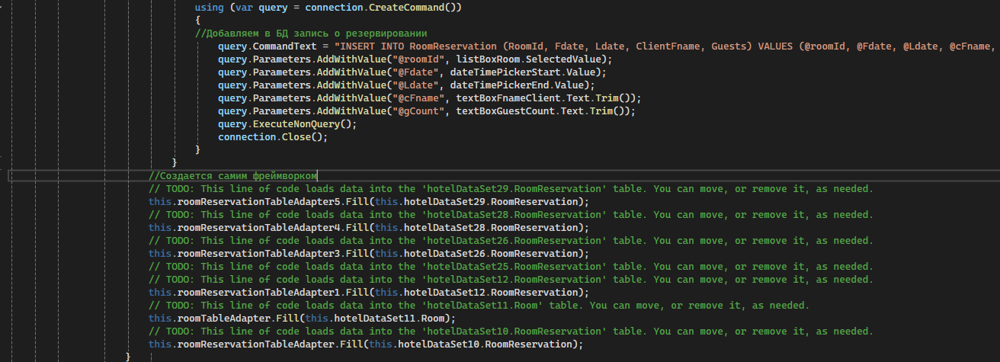 using (var query = connection.CreateCommand())
{
//Добавляем в БД запись о резервировании
query.CommandText = "INSERT INTO RoomReservation (RoomId, Fdate, Ldate, ClientFname, Guests) VALUES (@roomId, @Fdate, @Ldate, @cFname,
query.Parameters.AddWithValue("@roomId", listBoxRoom.SelectedValue);
query.Parameters.AddWithValue("@Fdate", dateTimePickerStart.Value);
query.Parameters.AddWithValue("@Ldate", dateTimePickerEnd.Value);
query.Parameters.AddWithValue("@cFname", textBoxFnameClient.Text.Trim());
query.Parameters.AddWithValue("@gCount", textBoxGuestCount.Text.Trim());
query.ExecuteNonQuery();
connection.Close();
}
}
//Создается самим фреймворком
// TODO: This line of code loads data into the 'hotelDataSet29.RoomReservation' table. You can move, or remove it, as needed.
this.roomReservationTableAdapter5.Fill(this.hotelDataSet29.RoomReservation);
// TODO: This line of code loads data into the 'hotelDataSet28.RoomReservation' table. You can move, or remove it, as needed.
this.roomReservationTableAdapter4.Fill(this.hotelDataSet28.RoomReservation);
// TODO: This line of code loads data into the 'hotelDataSet26.RoomReservation' table. You can move, or remove it, as needed.
this.roomReservationTableAdapter3.Fill(this.hotelDataSet26.RoomReservation);
// TODO: This line of code loads data into the 'hotelDataSet25.RoomReservation' table. You can move, or remove it, as needed.
// TODO: This line of code loads data into the 'hotelDataSet12.RoomReservation' table. You can move, or remove it, as needed.
this.roomReservationTableAdapter1.Fill(this.hotelDataSet12.RoomReservation);
// TODO: This line of code loads data into the 'hotelDataSet11.Room' table. You can move, or remove it, as needed.
this.roomTableAdapter.Fill(this.hotelDataSet11.Room);
// TODO: This line of code loads data into the 'hotelDataSet10.RoomReservation' table. You can move, or remove it, as needed.
this.roomReservationTableAdapter.Fill(this.hotelDataSet10.RoomReservation);
}